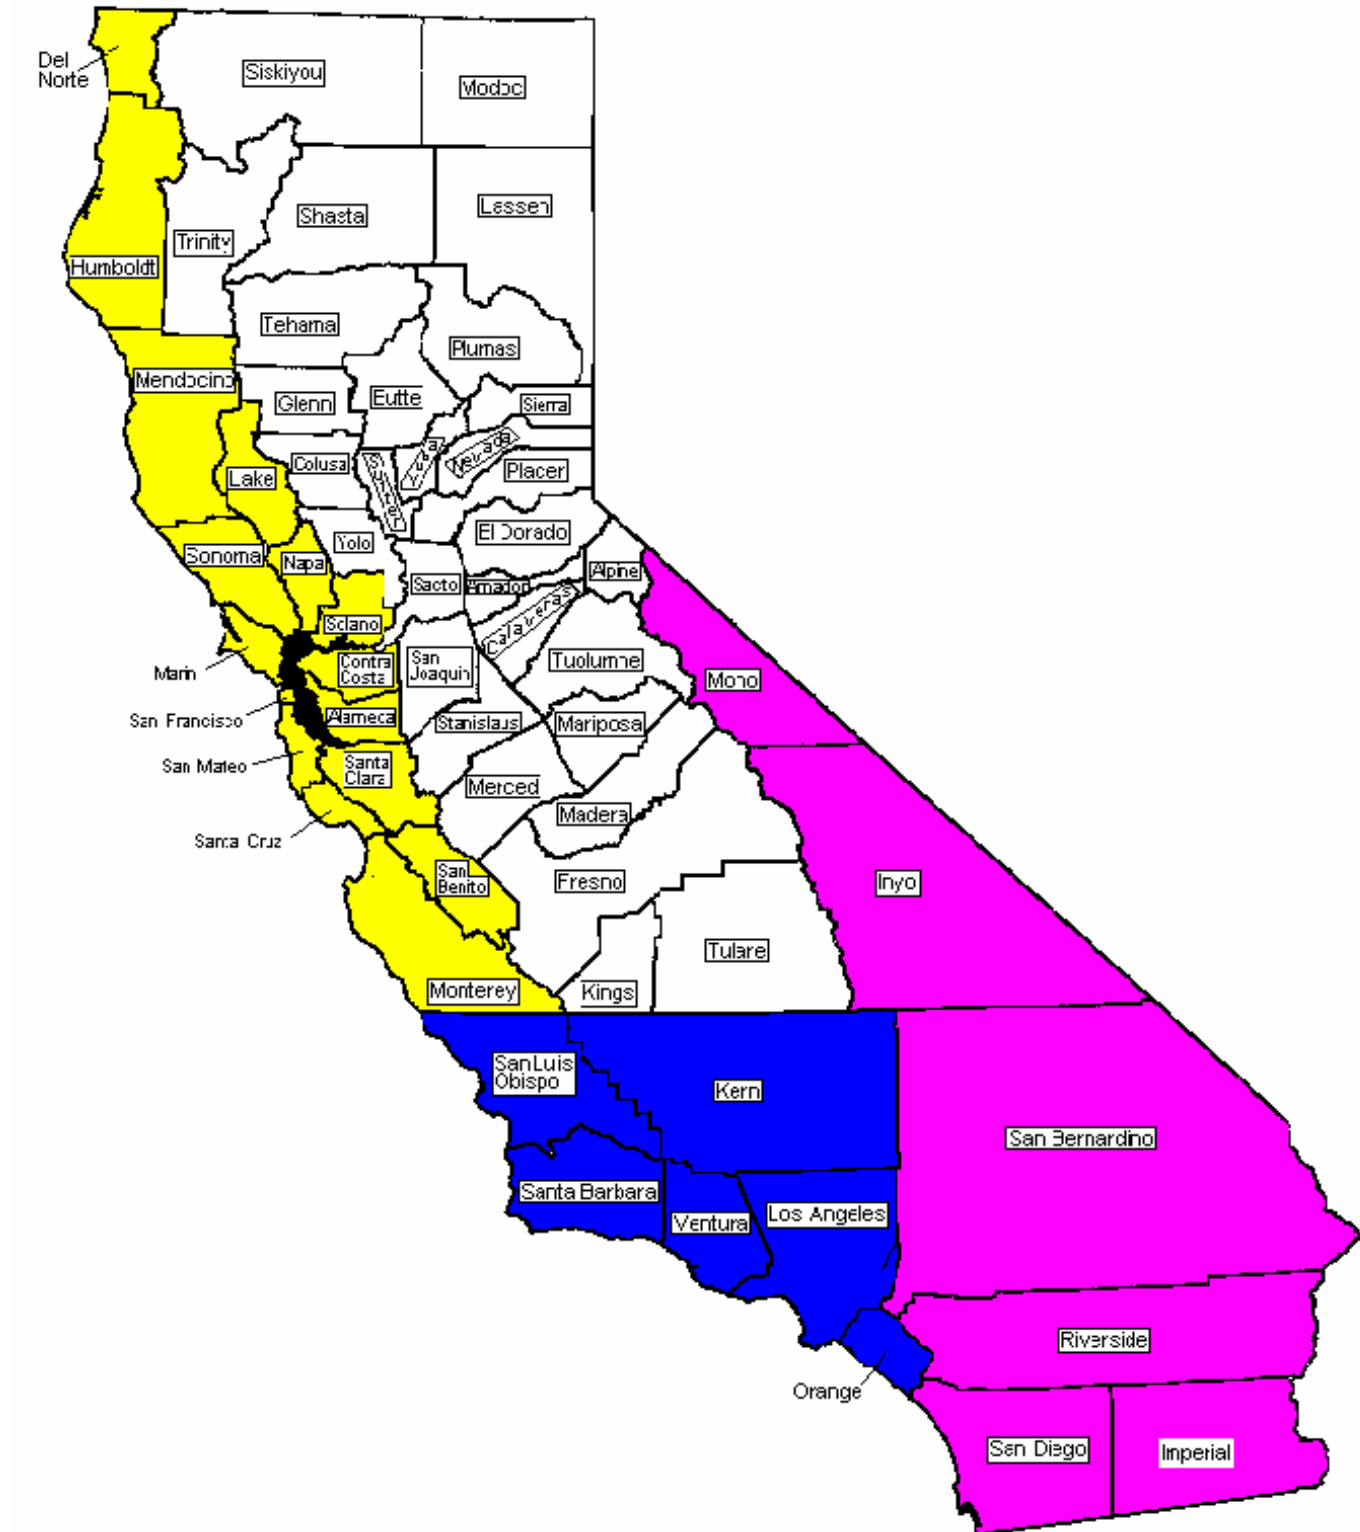 Del
Norte
Siskiyou
Modoc
Shasta
Lassen
Trinity
Humboldt
Tehama
Plumas
Mendocino
Glenn
Eutte
Sierra
Colusa
Sutter
Yuba
Nevada
Placer
Lake
El Dorado
Yolo
Sonoma
Napa
Alpine
Sacto
Amador
Calaveras
Solano
Marin
Contra
Costa
San
Joaquin
Tuolumne
Mono
San Francisco
Alameda
Stanislaus
Mariposa
San Mateo
Santa
Clara
Merced
Madera
Santa Cruz
San
Benito
Fresno
Inyo
Tulare
Monterey
Kings
San Luis
Obispo
Kern
San Bernardino
Santa Barbara
Ventura
Los Angeles
Riverside
Orange
San Diego
Imperial